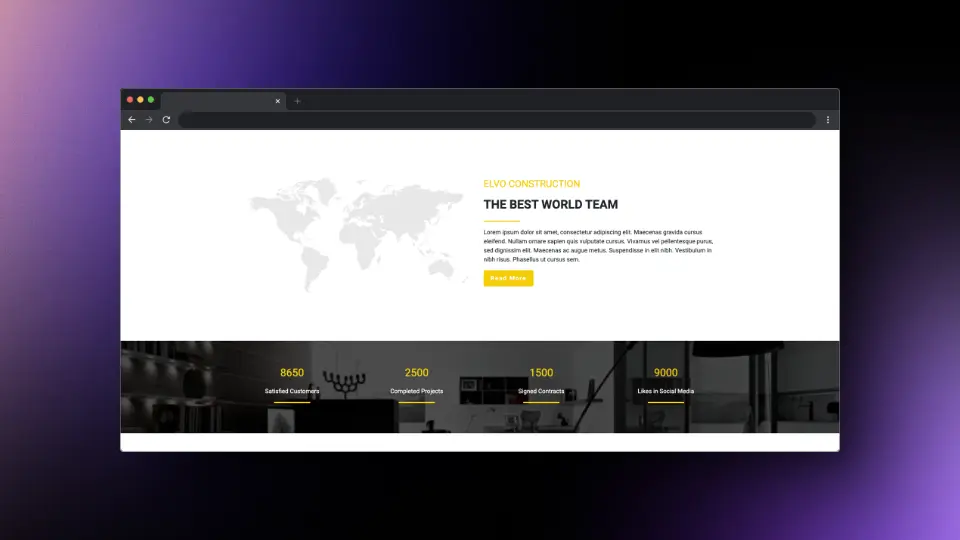 ELVO CONSTRUCTION
THE BEST WORLD TEAM
Lorem ipsum dolor sit amet, consectetur adipiscing elit. Maecenas gravida cursus
eleifend. Nullam ornare sapien quis vulputate cursus. Vivamus vel pellentesque purus,
sed dignissim elit. Maecenas ac augue metus. Suspendisse in elit nibh. Vestibulum in
nibh risus. Phasellus ut cursus sem.
Read More
8650
Satisfied Customers
2500
Completed Projects
1500
Signed Contracts
9000
Likes in Social Media